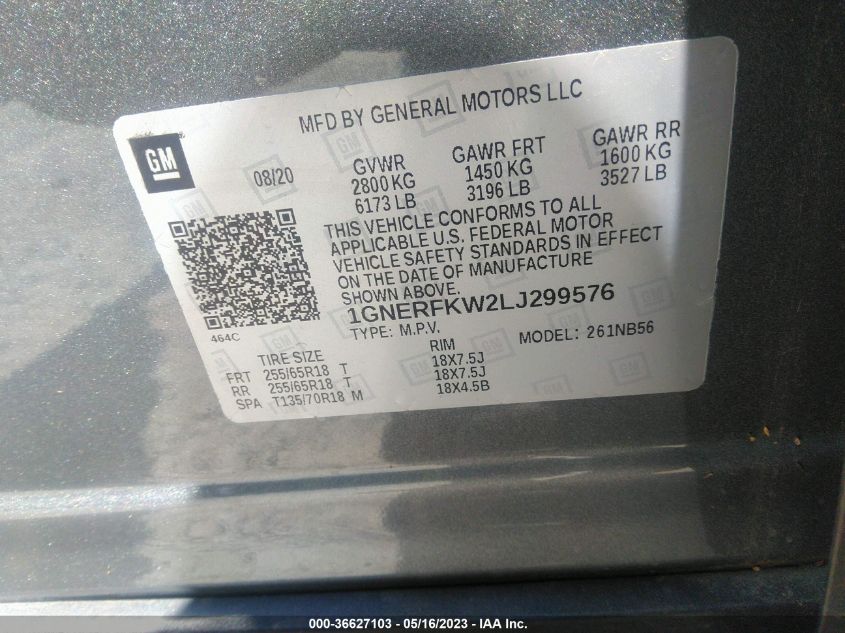 MFD BY GENERAL MOTORS LLC
GM
08/20
GVWR
2800 KG
6173 LB
GAWR FRT
1450 KG
3196 LB
GAWR RR
1600 KG
3527 LB
THIS VEHICLE CONFORMS TO ALL
APPLICABLE U.S. FEDERAL MOTOR
VEHICLE SAFETY STANDARDS IN EFFECT
ON THE DATE OF MANUFACTURE
SHOWN ABOVE.
1GNERFKW2LJ299576
464C
TYPE: M.P.V.
MODEL: 261NB56
TIRE SIZE
RIM
FRT 255/65R18 T 18X7.5J
RR 255/65R18 T 18X7.5J
SPA T135/70R18 M 18X4.5B
000-36627103 - 05/16/2023 - IAA Inc.